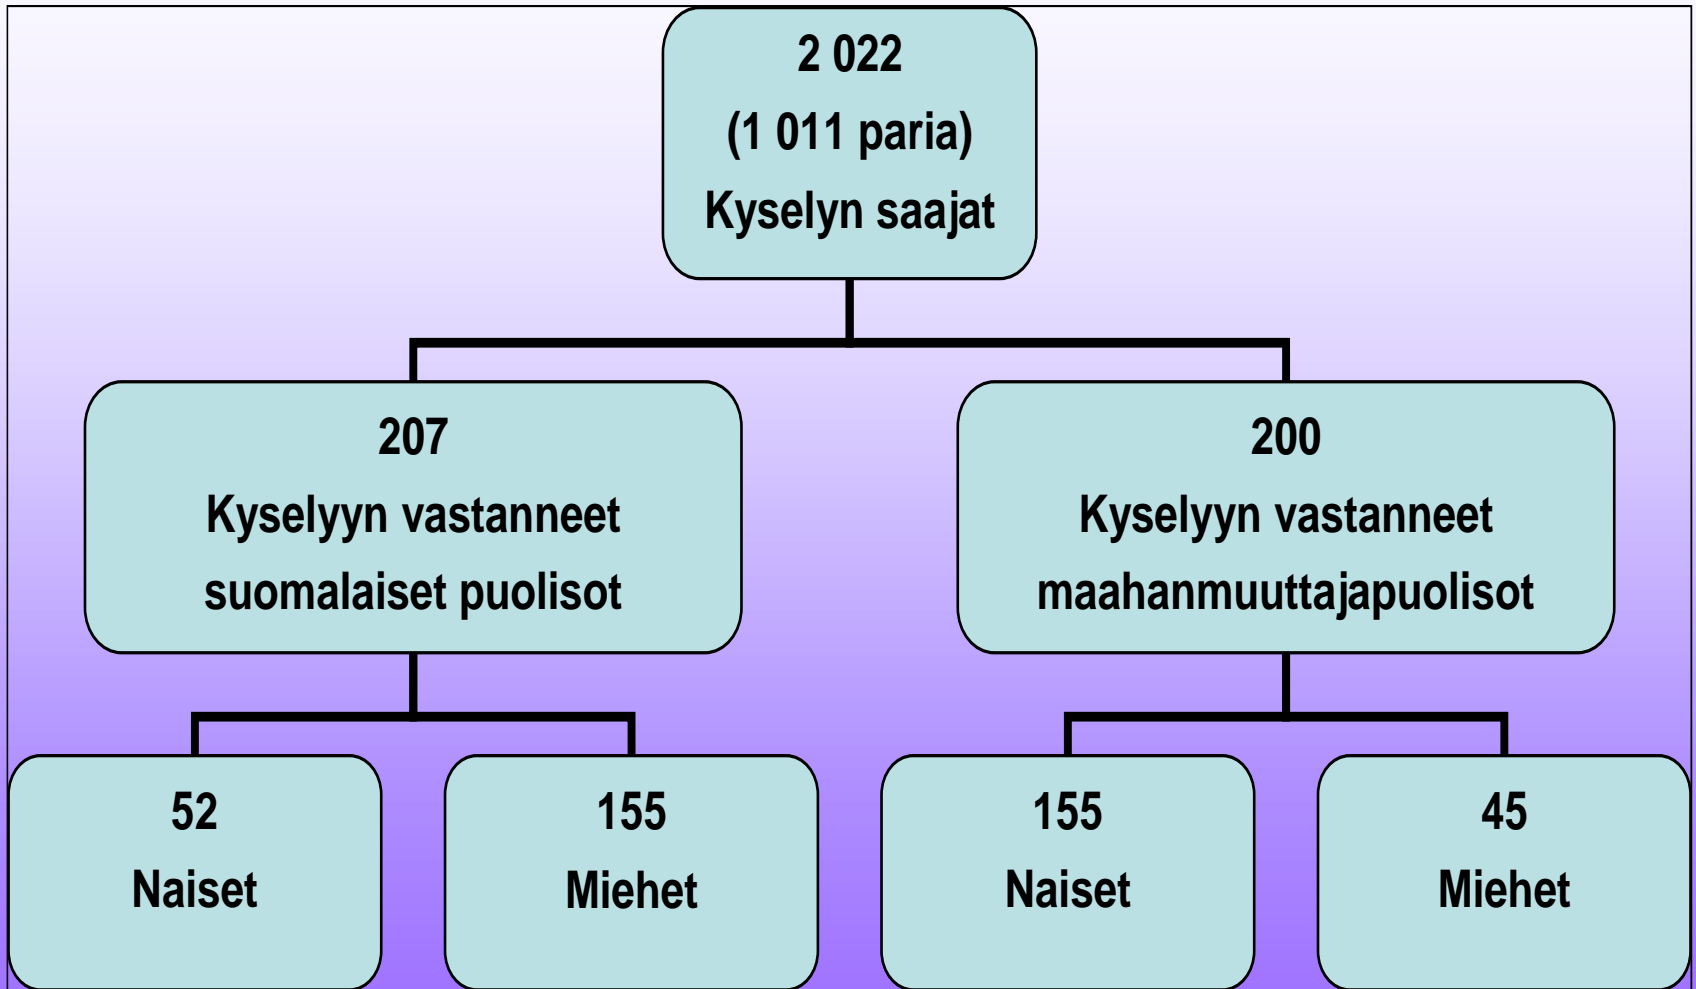 2 022
(1 011 paria)
Kyselyn saajat
207
Kyselyyn vastanneet
suomalaiset puolisot
200
Kyselyyn vastanneet
maahanmuuttajapuolisot
52
Naiset
155
Miehet
155
Naiset
45
Miehet